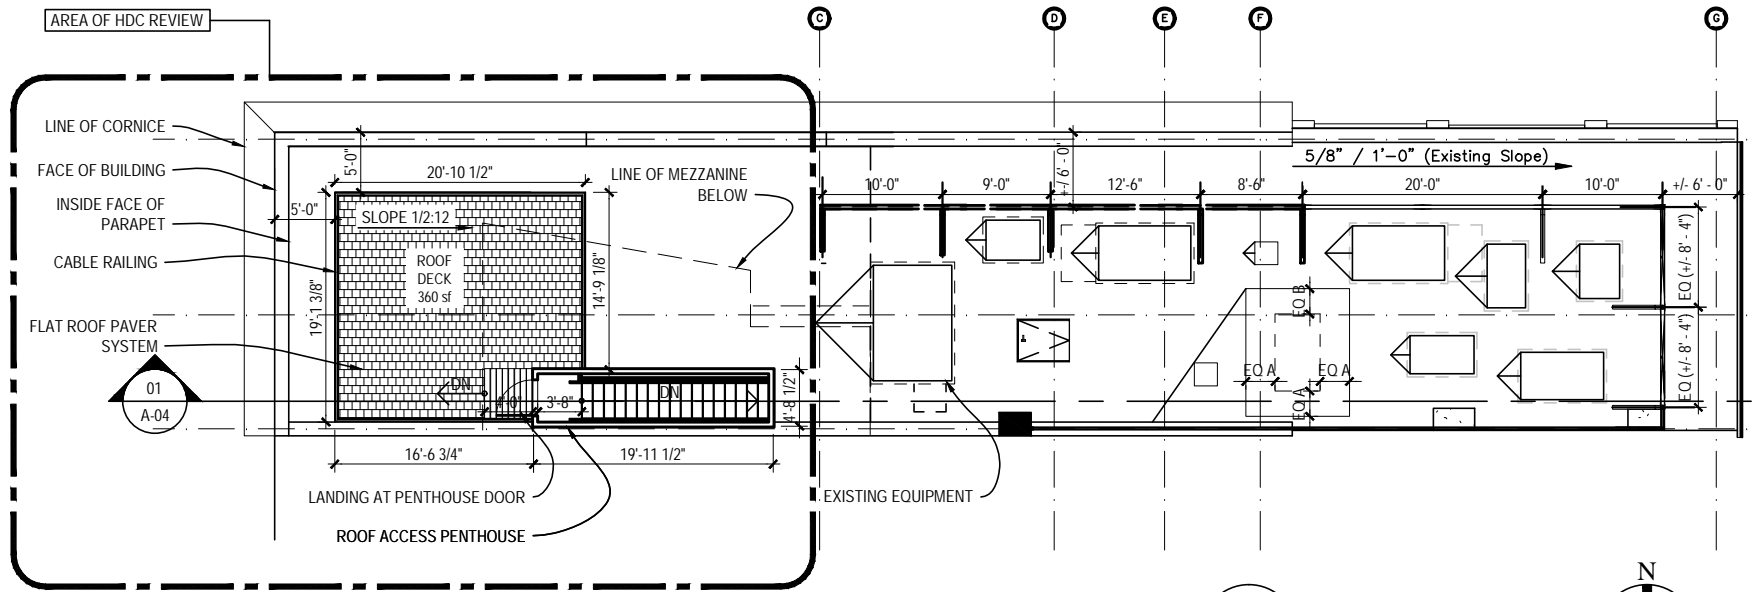 AREA OF HDC REVIEW
C
D
E
F
G
LINE OF CORNICE
FACE OF BUILDING
INSIDE FACE OF
PARAPET
CABLE RAILING
FLAT ROOF PAVER
SYSTEM
01
A-04
5'-0"
20'-10 1/2"
5'-0"
SLOPE 1/2:12
ROOF
DECK
360 sf
19'-1 3/8"
14'-9 1/8"
LINE OF MEZZANINE
BELOW
DN
4'-0"
3'-8"
DN
4'-8 1/2"
16'-6 3/4"
19'-11 1/2"
LANDING AT PENTHOUSE DOOR
ROOF ACCESS PENTHOUSE
EXISTING EQUIPMENT
+/- 6' - 0"
5/8" / 1'-0" (Existing Slope)
10'-0"
9'-0"
12'-6"
8'-6"
20'-0"
10'-0"
+/- 6' - 0"
EQ B
EQ A
EQ A
EQ A
EQ (+/- 8' - 4")
EQ (+/- 8' - 4")
N